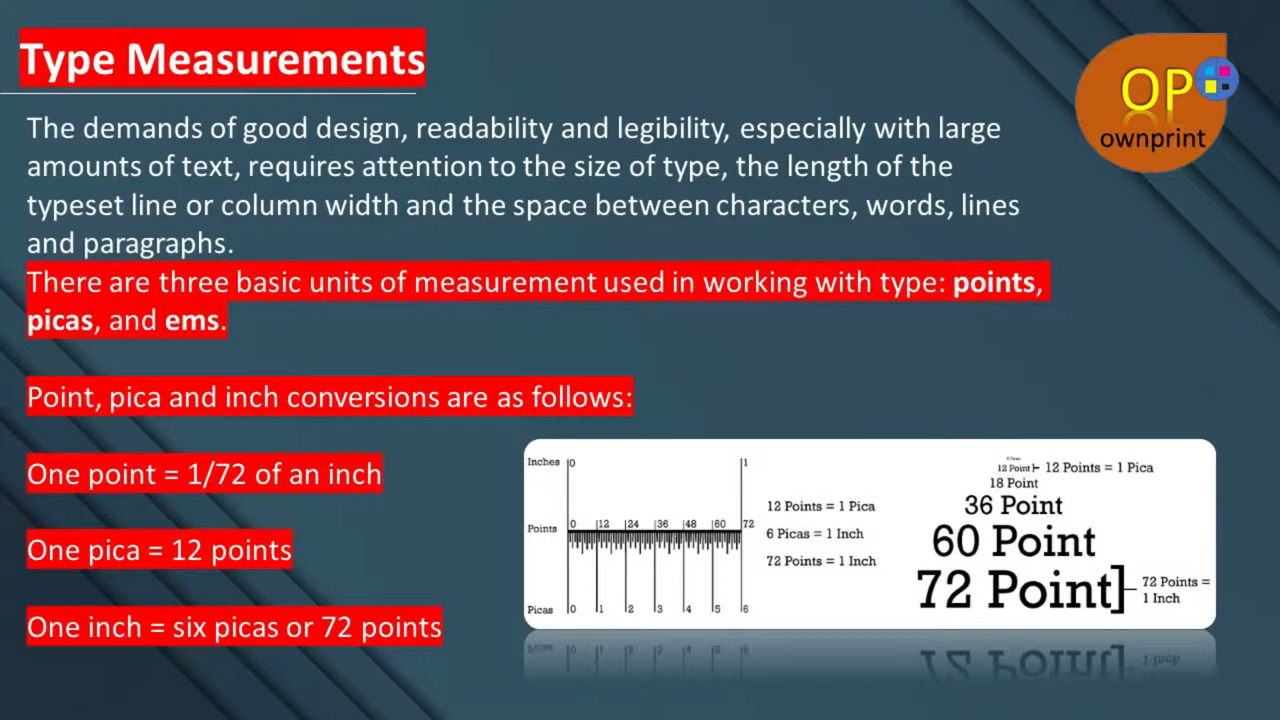 Type Measurements
OP
ownprint
The demands of good design, readability and legibility, especially with large
amounts of text, requires attention to the size of type, the length of the
typeset line or column width and the space between characters, words, lines
and paragraphs.
There are three basic units of measurement used in working with type: points,
picas, and ems.
Point, pica and inch conversions are as follows:
One point = 1/72 of an inch
One pica = 12 points
One inch = six picas or 72 points
Inches 0 1
Points 0 12 24 36 48 60 72
Picas 0 1 2 3 4 5 6
12 Points = 1 Pica
6 Picas = 1 Inch
72 Points = 1 Inch
12 Point 12 Points = 1 Pica
18 Point
36 Point
60 Point
72 Point
72 Points =
1 Inch